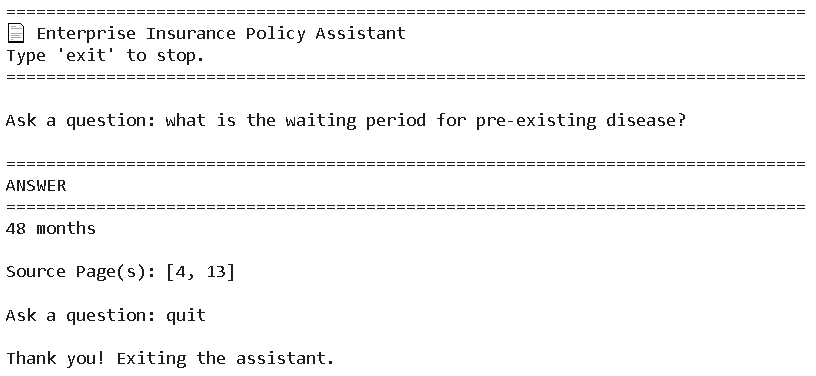 ================================================================================
📄 Enterprise Insurance Policy Assistant
Type 'exit' to stop.
================================================================================
Ask a question: what is the waiting period for pre-existing disease?
================================================================================
ANSWER
================================================================================
48 months
Source Page(s): [4, 13]
Ask a question: quit
Thank you! Exiting the assistant.